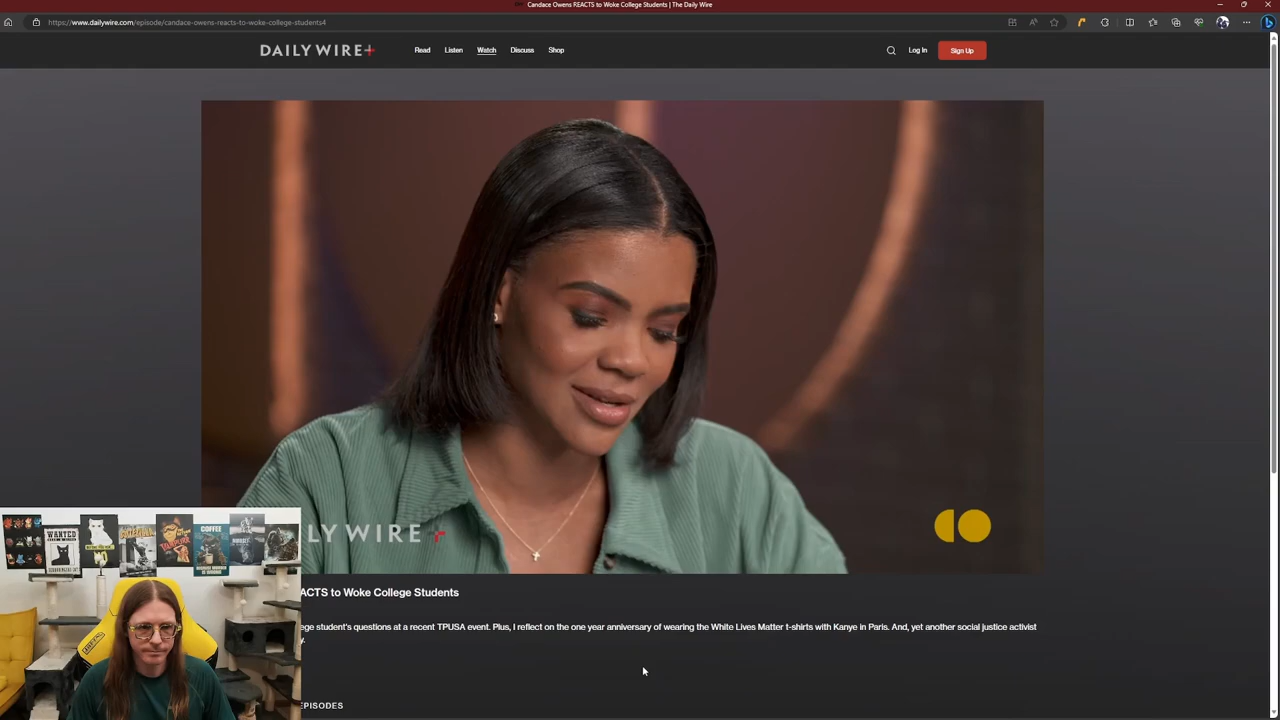 Candace Owens REACTS to Woke College Students | The Daily Wire
https://www.dailywire.com/episode/candace-owens-reacts-to-woke-college-students4
DAILYWIRE+
Read Listen Watch Discuss Shop
Log In Sign Up
LY WIRE +
WANTED
COFFEE
ACTS to Woke College Students
ge student's questions at a recent TPUSA event. Plus, I reflect on the one year anniversary of wearing the White Lives Matter t-shirts with Kanye in Paris. And, yet another social justice activist
EPISODES